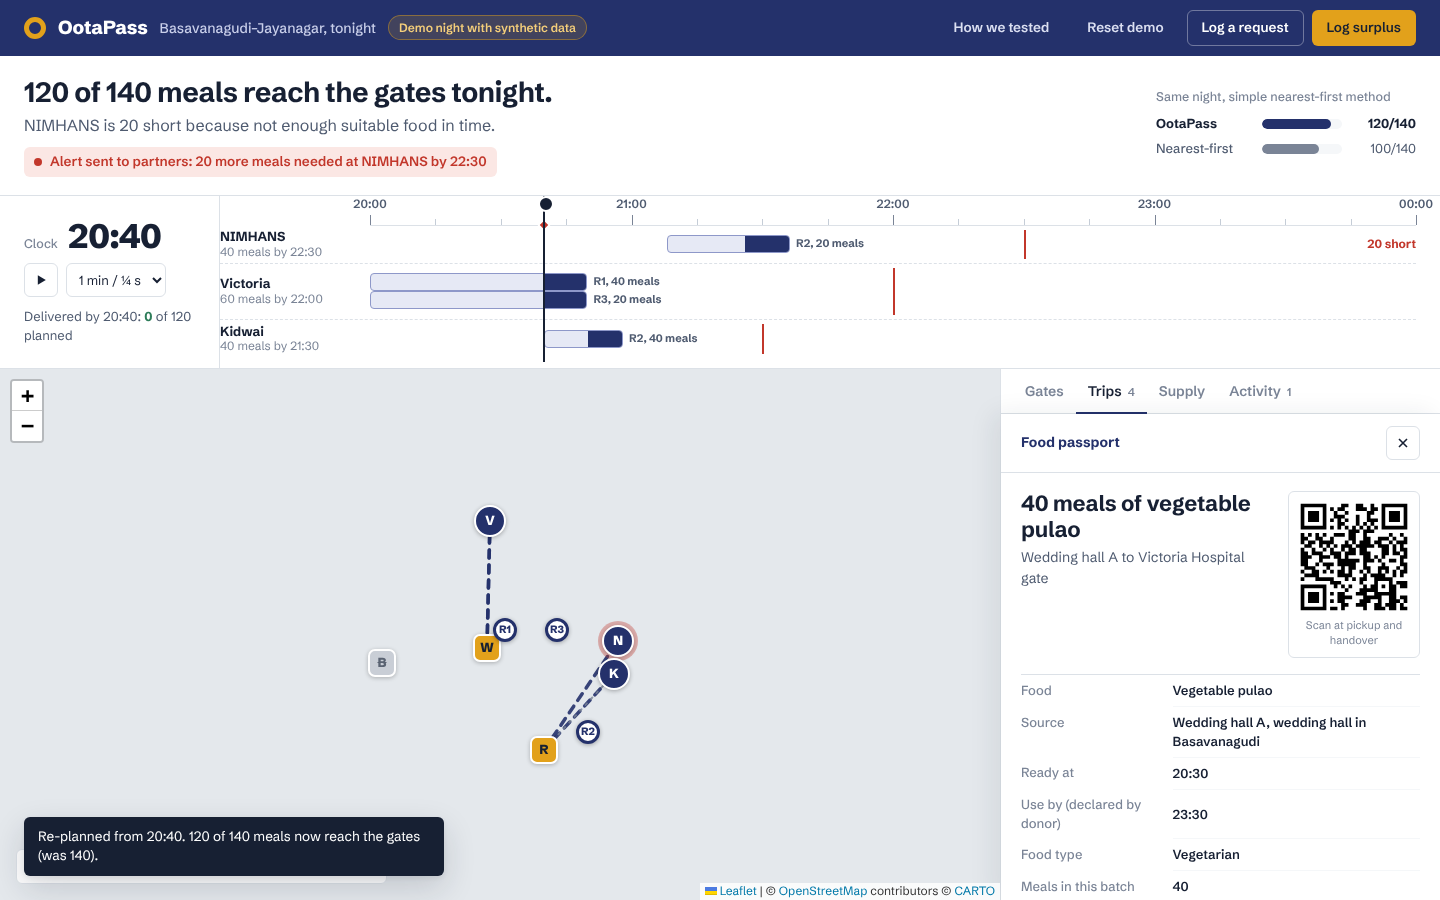 OotaPass Basavanagudi-Jayanagar, tonight Demo night with synthetic data How we tested Reset demo Log a request Log surplus
120 of 140 meals reach the gates tonight.
NIMHANS is 20 short because not enough suitable food in time.
Alert sent to partners: 20 more meals needed at NIMHANS by 22:30
Same night, simple nearest-first method
OotaPass 120/140
Nearest-first 100/140
Clock 20:40
1 min / ¼ s
Delivered by 20:40: 0 of 120
planned
20:00 21:00 22:00 23:00 00:00
NIMHANS
40 meals by 22:30
R2, 20 meals
20 short
Victoria
60 meals by 22:00
R1, 40 meals
R3, 20 meals
Kidwai
40 meals by 21:30
R2, 40 meals
+
−
V
R1
R3
W
N
B
K
R2
R
Re-planned from 20:40. 120 of 140 meals now reach the gates
(was 140).
Leaflet | © OpenStreetMap contributors © CARTO
Gates Trips 4 Supply Activity 1
Food passport
×
40 meals of vegetable
pulao
Wedding hall A to Victoria Hospital
gate
Scan at pickup and
handover
Food Vegetable pulao
Source Wedding hall A, wedding hall in
Basavanagudi
Ready at 20:30
Use by (declared by
donor) 23:30
Food type Vegetarian
Meals in this batch 40